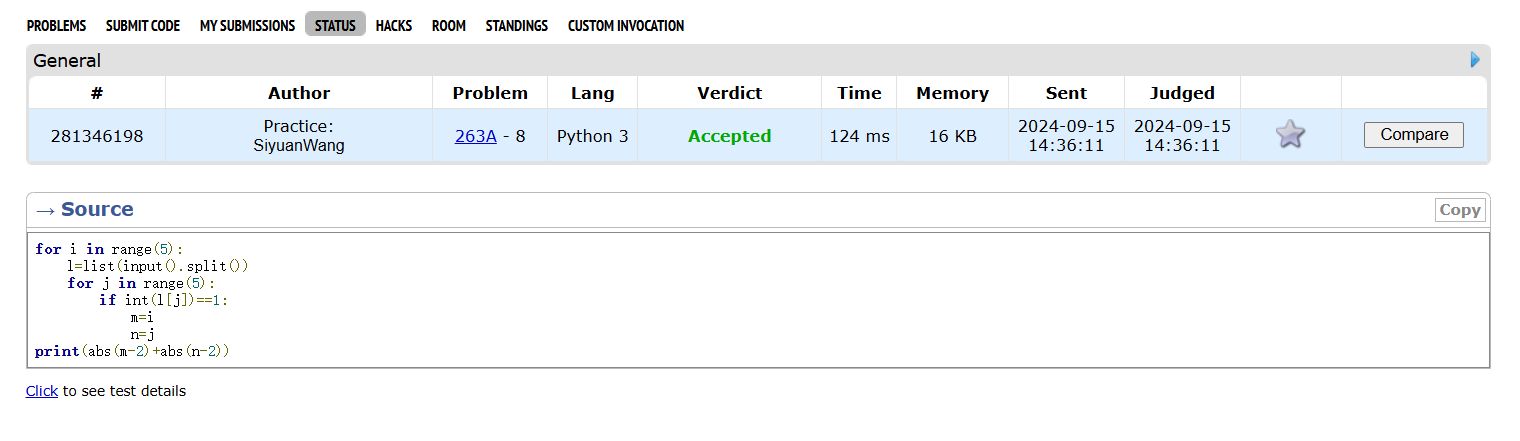 PROBLEMS SUBMIT CODE MY SUBMISSIONS STATUS HACKS ROOM STANDINGS CUSTOM INVOCATION
General
# Author Problem Lang Verdict Time Memory Sent Judged
281346198 Practice: SiyuanWang 263A - 8 Python 3 Accepted 124 ms 16 KB 2024-09-15 14:36:11 2024-09-15 14:36:11 Compare
→ Source Copy
for i in range(5):
    l=list(input().split())
    for j in range(5):
        if int(l[j])==1:
            m=i
            n=j
print(abs(m-2)+abs(n-2))
Click to see test details